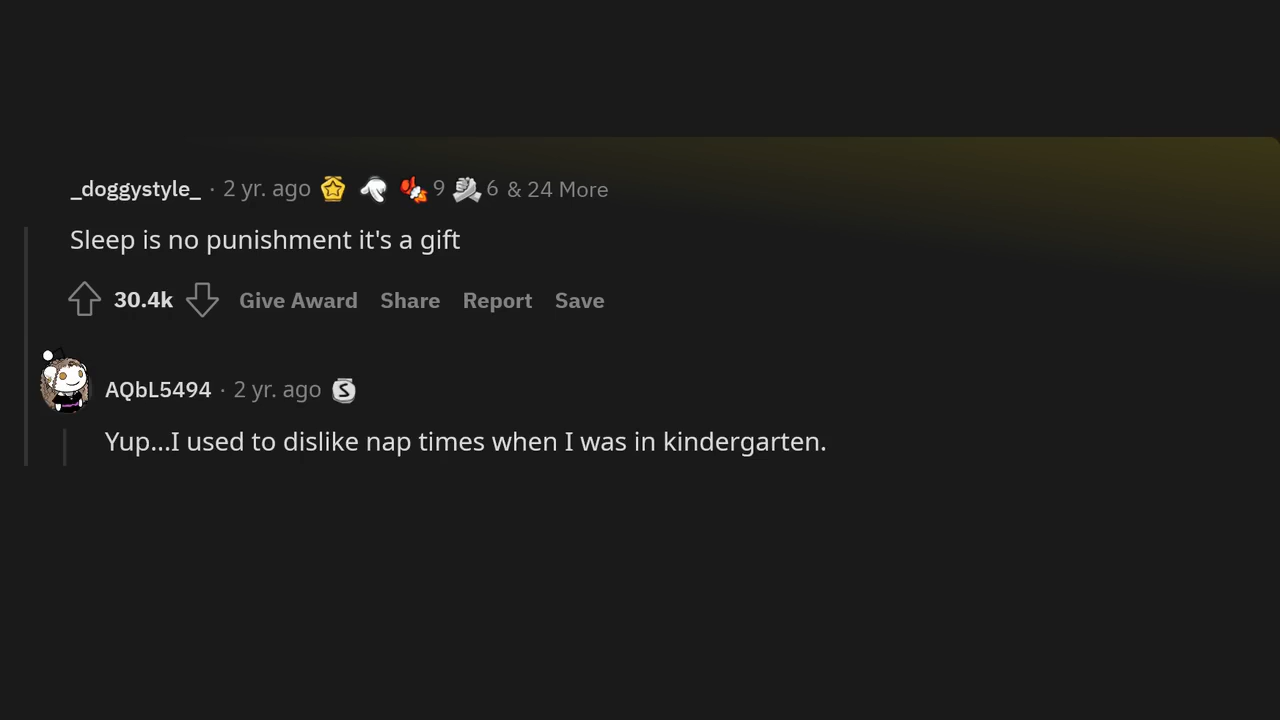 _doggystyle_ · 2 yr. ago 9 6 & 24 More
Sleep is no punishment it's a gift
30.4k Give Award Share Report Save
AQbL5494 · 2 yr. ago S
Yup...I used to dislike nap times when I was in kindergarten.